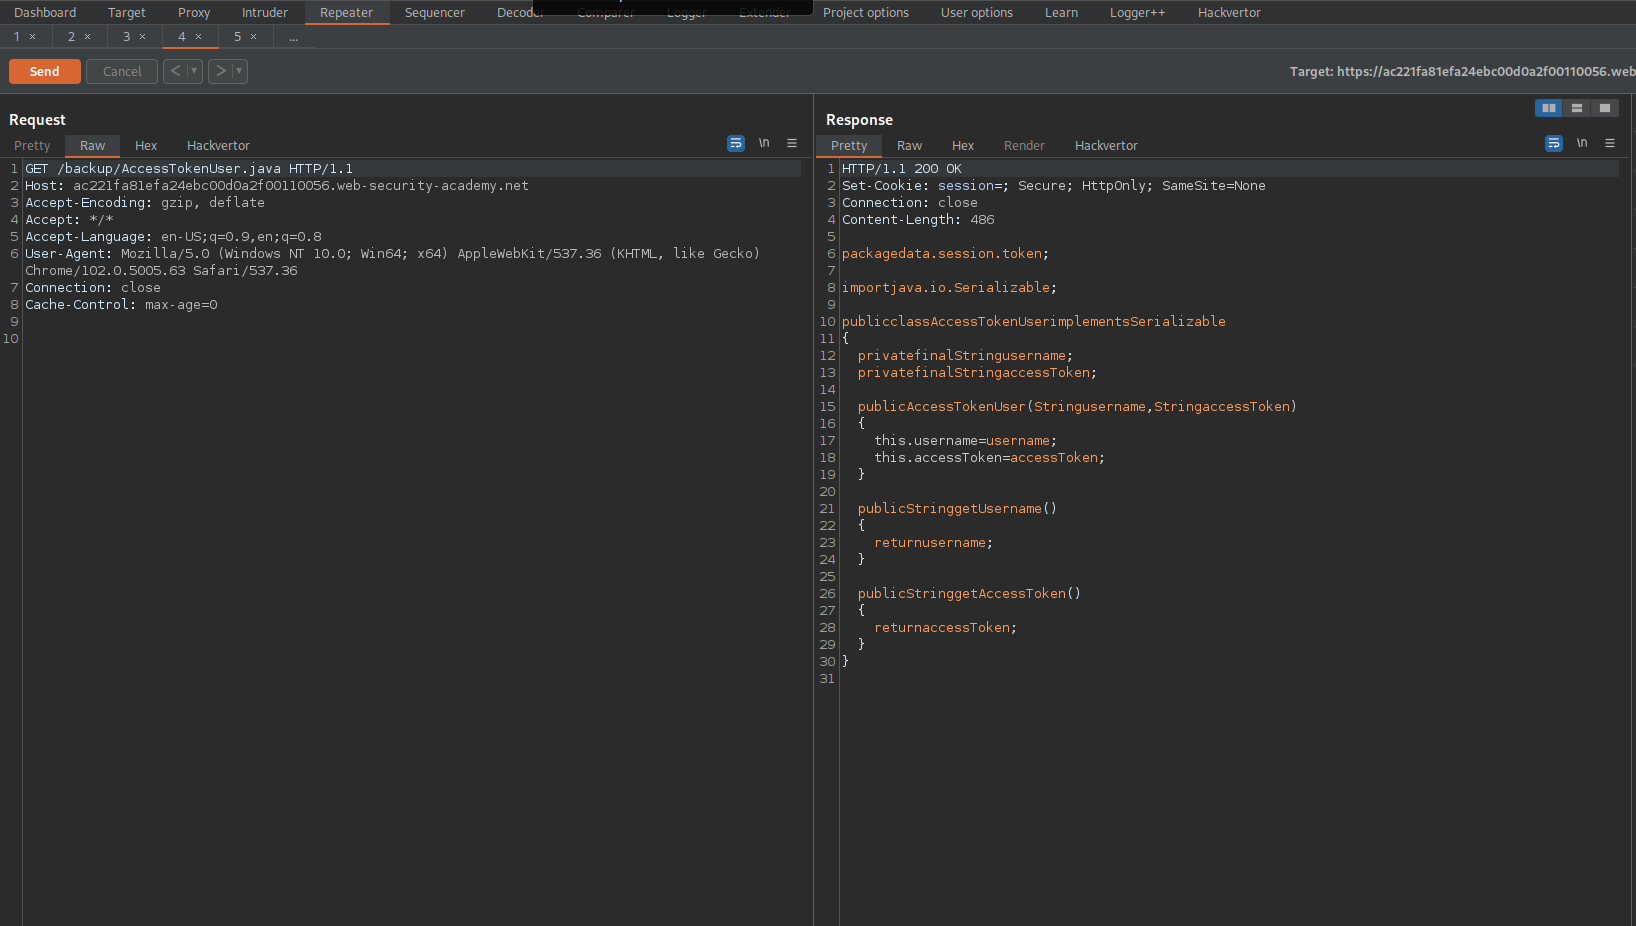 Dashboard Target Proxy Intruder Repeater Sequencer Decoder Comparer Logger Extender Project options User options Learn Logger++ Hackvertor
1 × 2 × 3 × 4 × 5 × ...
Send Cancel < > Target: https://ac221fa81efa24ebc00d0a2f00110056.web
Request
Pretty Raw Hex Hackvertor \n
1 GET /backup/AccessTokenUser.java HTTP/1.1
2 Host: ac221fa81efa24ebc00d0a2f00110056.web-security-academy.net
3 Accept-Encoding: gzip, deflate
4 Accept: */*
5 Accept-Language: en-US;q=0.9,en;q=0.8
6 User-Agent: Mozilla/5.0 (Windows NT 10.0; Win64; x64) AppleWebKit/537.36 (KHTML, like Gecko)
Chrome/102.0.5005.63 Safari/537.36
7 Connection: close
8 Cache-Control: max-age=0
9
10
Response
Pretty Raw Hex Render Hackvertor \n
1 HTTP/1.1 200 OK
2 Set-Cookie: session=; Secure; HttpOnly; SameSite=None
3 Connection: close
4 Content-Length: 486
5
6 packagedata.session.token;
7
8 importjava.io.Serializable;
9
10 publicclassAccessTokenUserimplementsSerializable
11 {
12 privatefinalStringusername;
13 privatefinalStringaccessToken;
14
15 publicAccessTokenUser(Stringusername,StringaccessToken)
16 {
17 this.username=username;
18 this.accessToken=accessToken;
19 }
20
21 publicStringgetUsername()
22 {
23 returnusername;
24 }
25
26 publicStringgetAccessToken()
27 {
28 returnaccessToken;
29 }
30 }
31